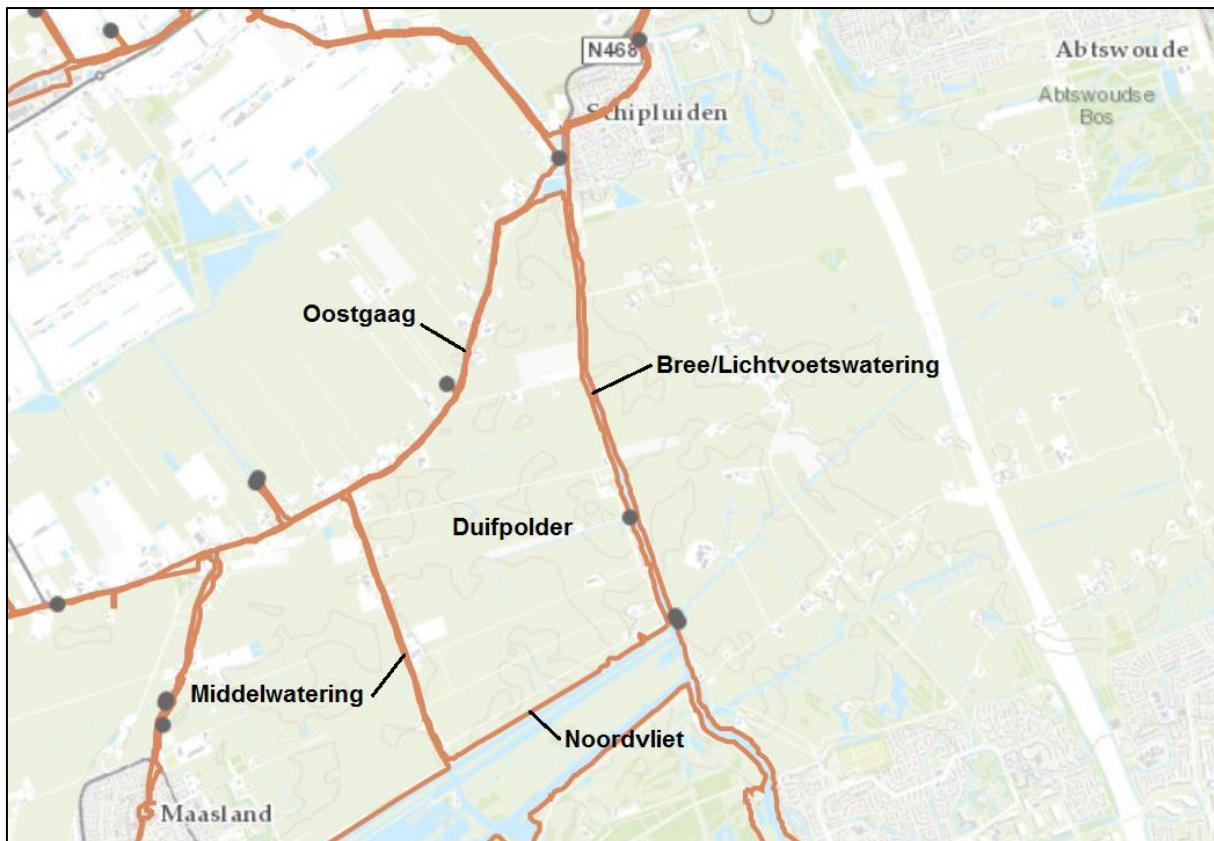 N468
Abtswoude
Schipluiden
Abtswoudse
Bos
Oostgaag
Bree/Lichtvoetswatering
Duifpolder
Middelwatering
Noordvliet
Maasland